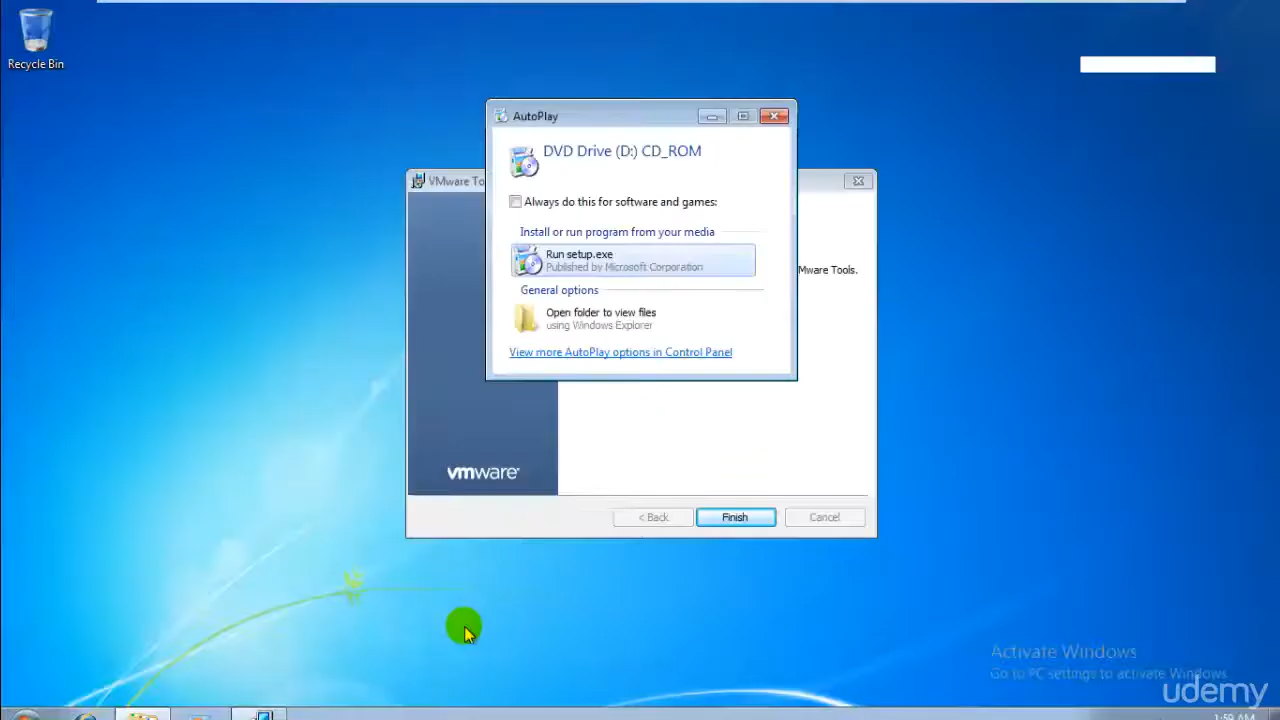 Recycle Bin
AutoPlay
DVD Drive (D:) CD_ROM
VMware To
Always do this for software and games:
Install or run program from your media
Run setup.exe
Published by Microsoft Corporation
Mware Tools.
General options
Open folder to view files
using Windows Explorer
View more AutoPlay options in Control Panel
vmware
< Back
Finish
Cancel
Activate Windows
Go to PC settings to activate Windows.
udemy
1:59 AM